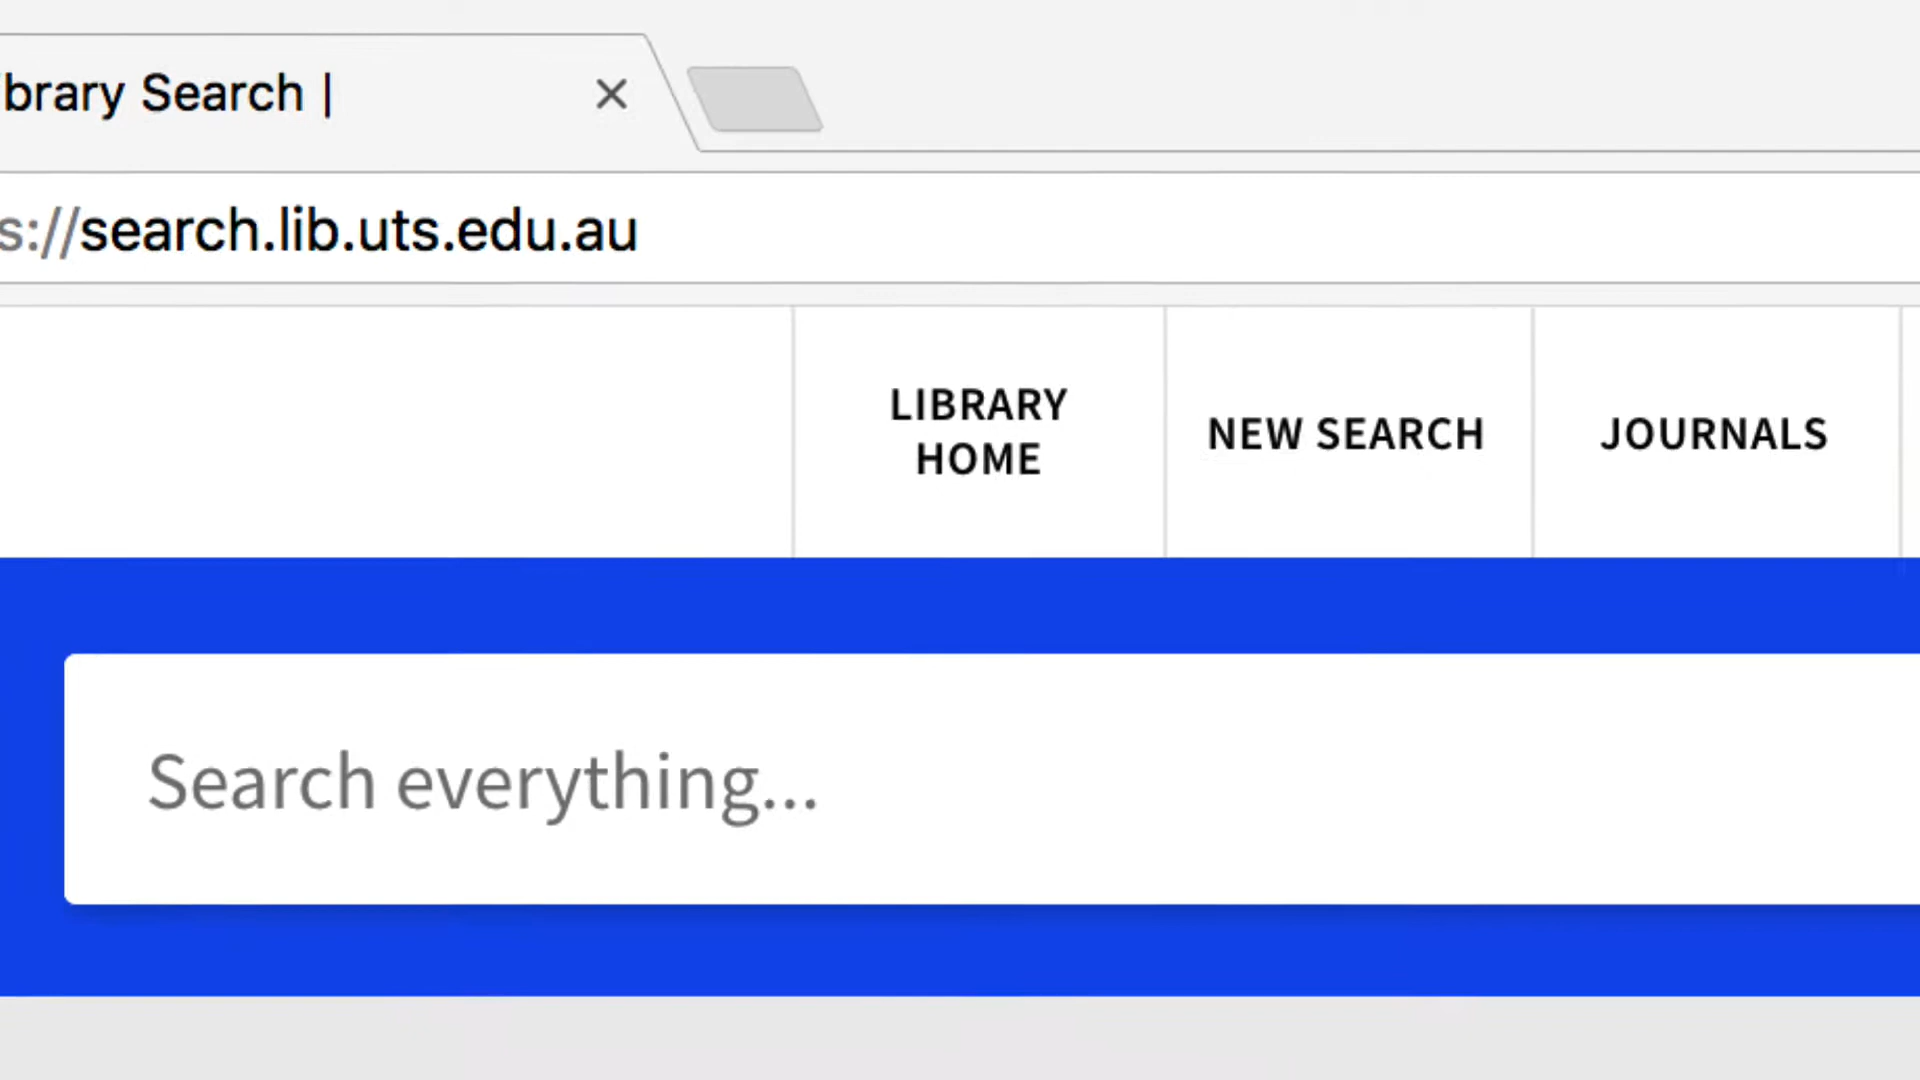 brary Search |
s://search.lib.uts.edu.au
LIBRARY
HOME
NEW SEARCH
JOURNALS
Search everything...